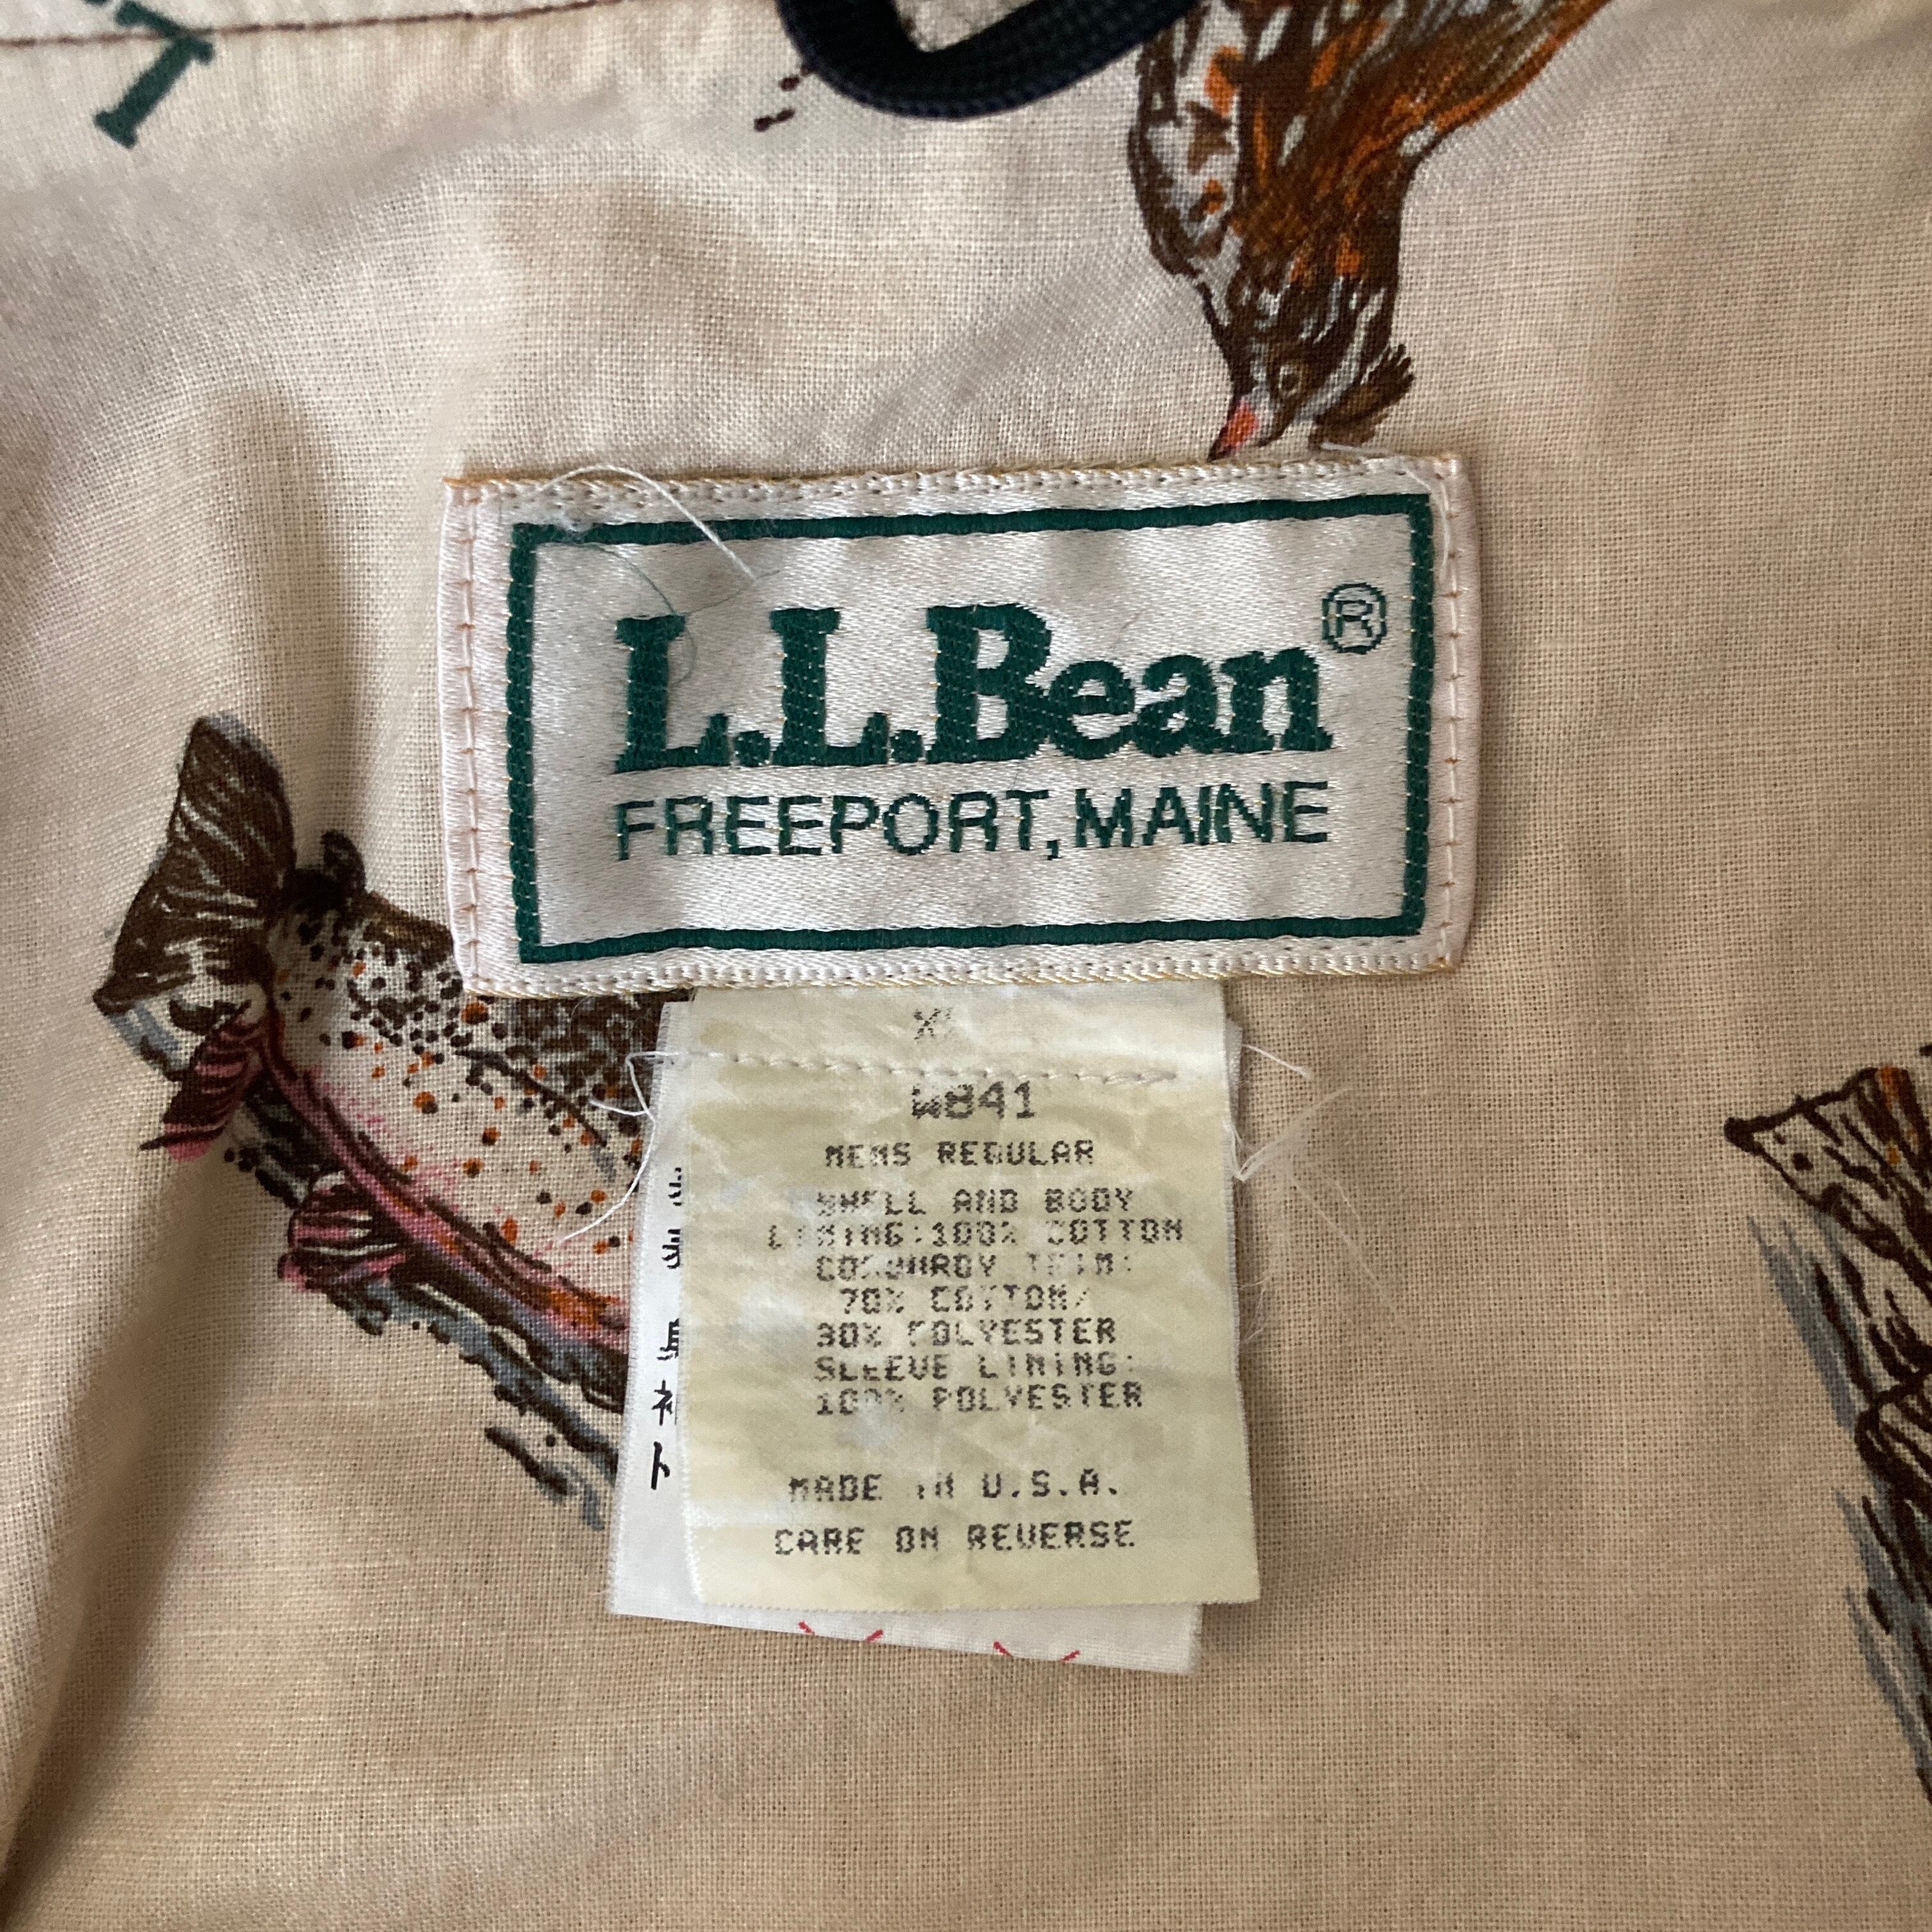 L.L.Bean®
FREEPORT, MAINE
XL
W841
MENS REGULAR
SHELL AND BODY
LINING:100% COTTON
CORDUROY TRIM:
70% COTTON/
30% POLYESTER
SLEEVE LINING:
100% POLYESTER
MADE IN U.S.A.
CARE ON REVERSE